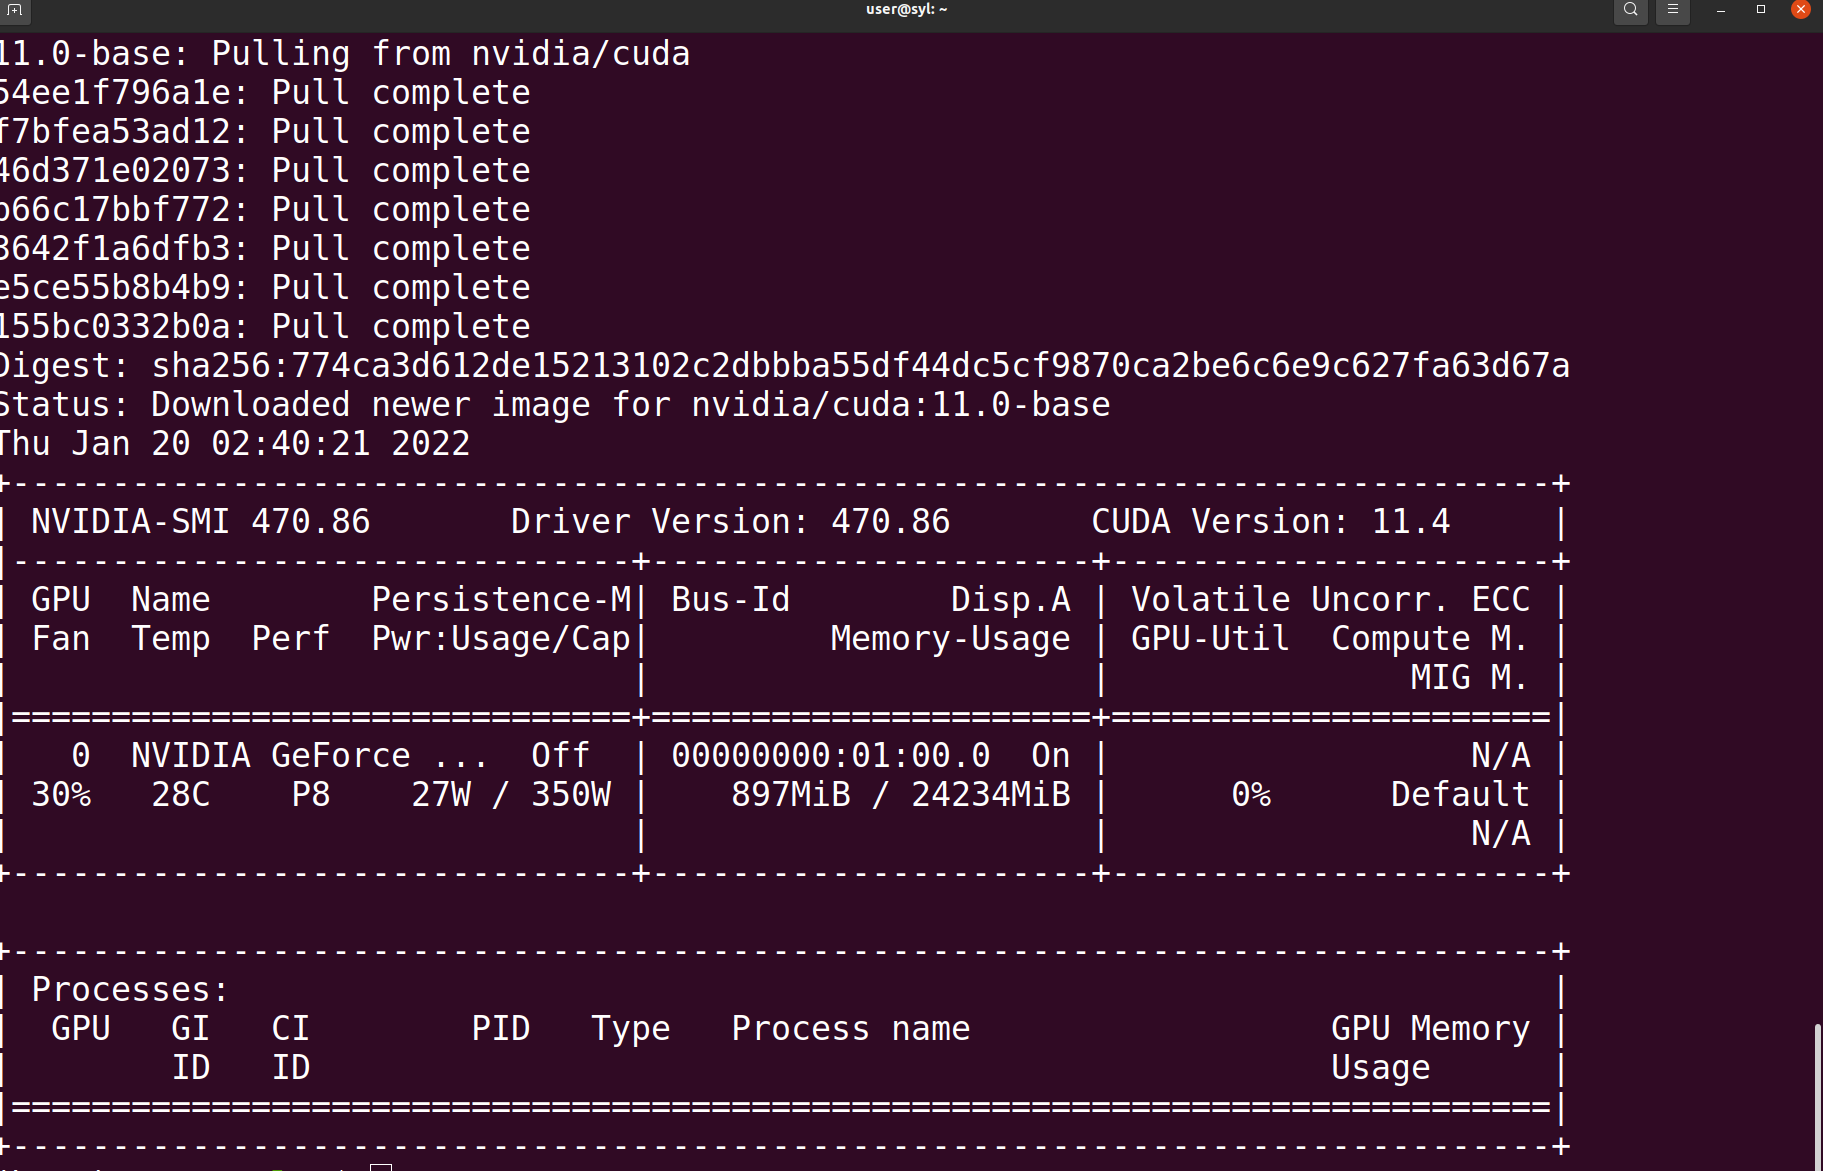 user@syl: ~
11.0-base: Pulling from nvidia/cuda
54ee1f796a1e: Pull complete
f7bfea53ad12: Pull complete
46d371e02073: Pull complete
b66c17bbf772: Pull complete
3642f1a6dfb3: Pull complete
e5ce55b8b4b9: Pull complete
155bc0332b0a: Pull complete
Digest: sha256:774ca3d612de15213102c2dbbba55df44dc5cf9870ca2be6c6e9c627fa63d67a
Status: Downloaded newer image for nvidia/cuda:11.0-base
Thu Jan 20 02:40:21 2022
+-----------------------------------------------------------------------------+
| NVIDIA-SMI 470.86       Driver Version: 470.86       CUDA Version: 11.4     |
|-------------------------------+----------------------+----------------------+
| GPU  Name        Persistence-M| Bus-Id        Disp.A | Volatile Uncorr. ECC |
| Fan  Temp  Perf  Pwr:Usage/Cap|         Memory-Usage | GPU-Util  Compute M. |
|                               |                      |               MIG M. |
|===============================+======================+======================|
|   0  NVIDIA GeForce ...  Off  | 00000000:01:00.0  On |                  N/A |
| 30%   28C    P8    27W / 350W |    897MiB / 24234MiB |      0%      Default |
|                               |                      |                  N/A |
+-------------------------------+----------------------+----------------------+
+-----------------------------------------------------------------------------+
| Processes:                                                                  |
|  GPU   GI   CI        PID   Type   Process name                  GPU Memory |
|        ID   ID                                                   Usage      |
|=============================================================================|
+-----------------------------------------------------------------------------+